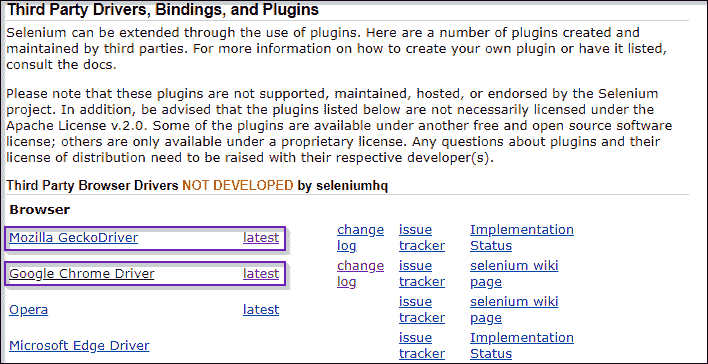 Third Party Drivers, Bindings, and Plugins
Selenium can be extended through the use of plugins. Here are a number of plugins created and
maintained by third parties. For more information on how to create your own plugin or have it listed,
consult the docs.
Please note that these plugins are not supported, maintained, hosted, or endorsed by the Selenium
project. In addition, be advised that the plugins listed below are not necessarily licensed under the
Apache License v.2.0. Some of the plugins are available under another free and open source software
license; others are only available under a proprietary license. Any questions about plugins and their
license of distribution need to be raised with their respective developer(s).
Third Party Browser Drivers NOT DEVELOPED by seleniumhq
Browser
Mozilla GeckoDriver latest change log issue tracker Implementation Status
Google Chrome Driver latest change log issue tracker selenium wiki page
Opera latest issue tracker selenium wiki page
Microsoft Edge Driver issue tracker Implementation Status